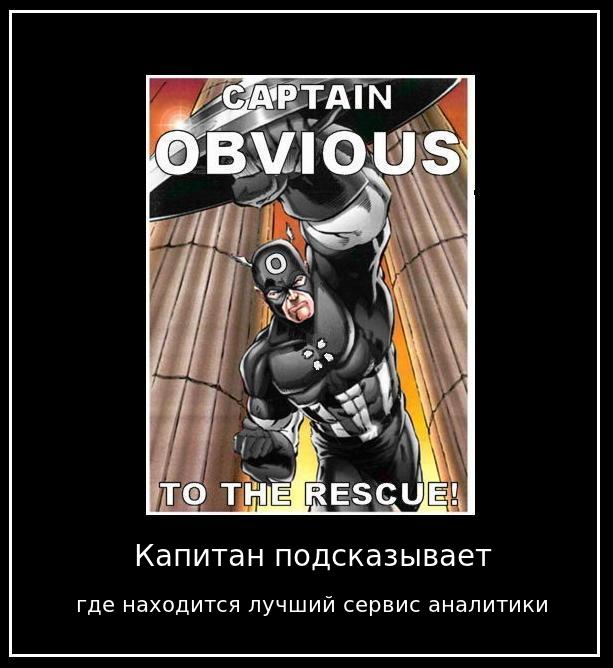 CAPTAIN
OBVIOUS
O
TO THE RESCUE!
Капитан подсказывает
где находится лучший сервис аналитики